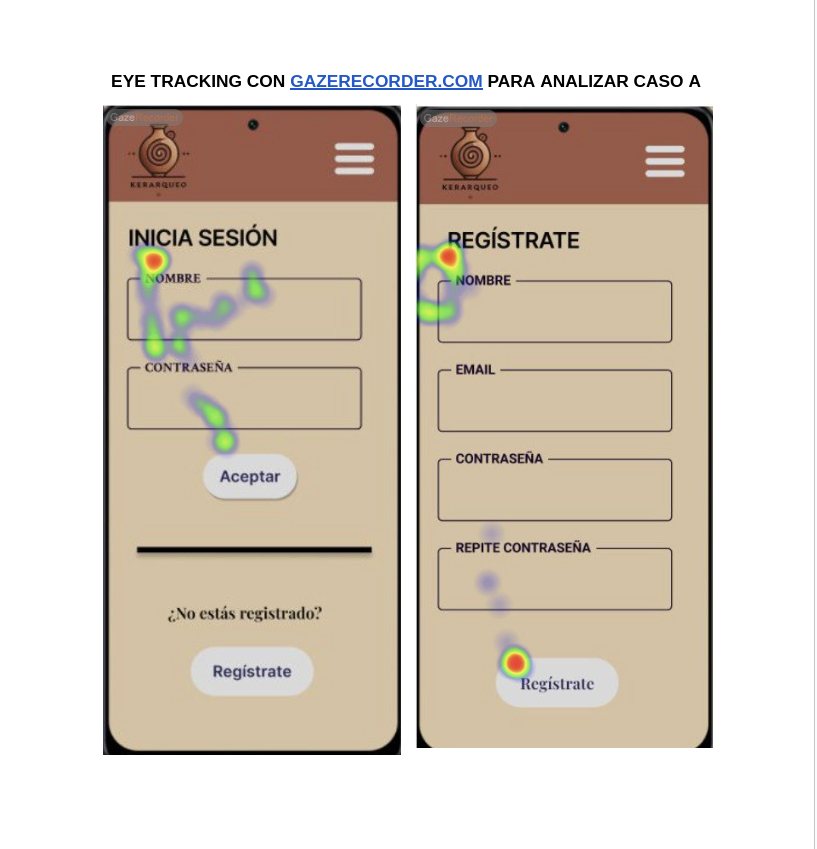 EYE TRACKING CON GAZERECORDER.COM PARA ANALIZAR CASO A
GazeRecorder
KERARQUEO
INICIA SESIÓN
NOMBRE
CONTRASEÑA
Aceptar
¿No estás registrado?
Regístrate
GazeRecorder
KERARQUEO
REGÍSTRATE
NOMBRE
EMAIL
CONTRASEÑA
REPITE CONTRASEÑA
Regístrate